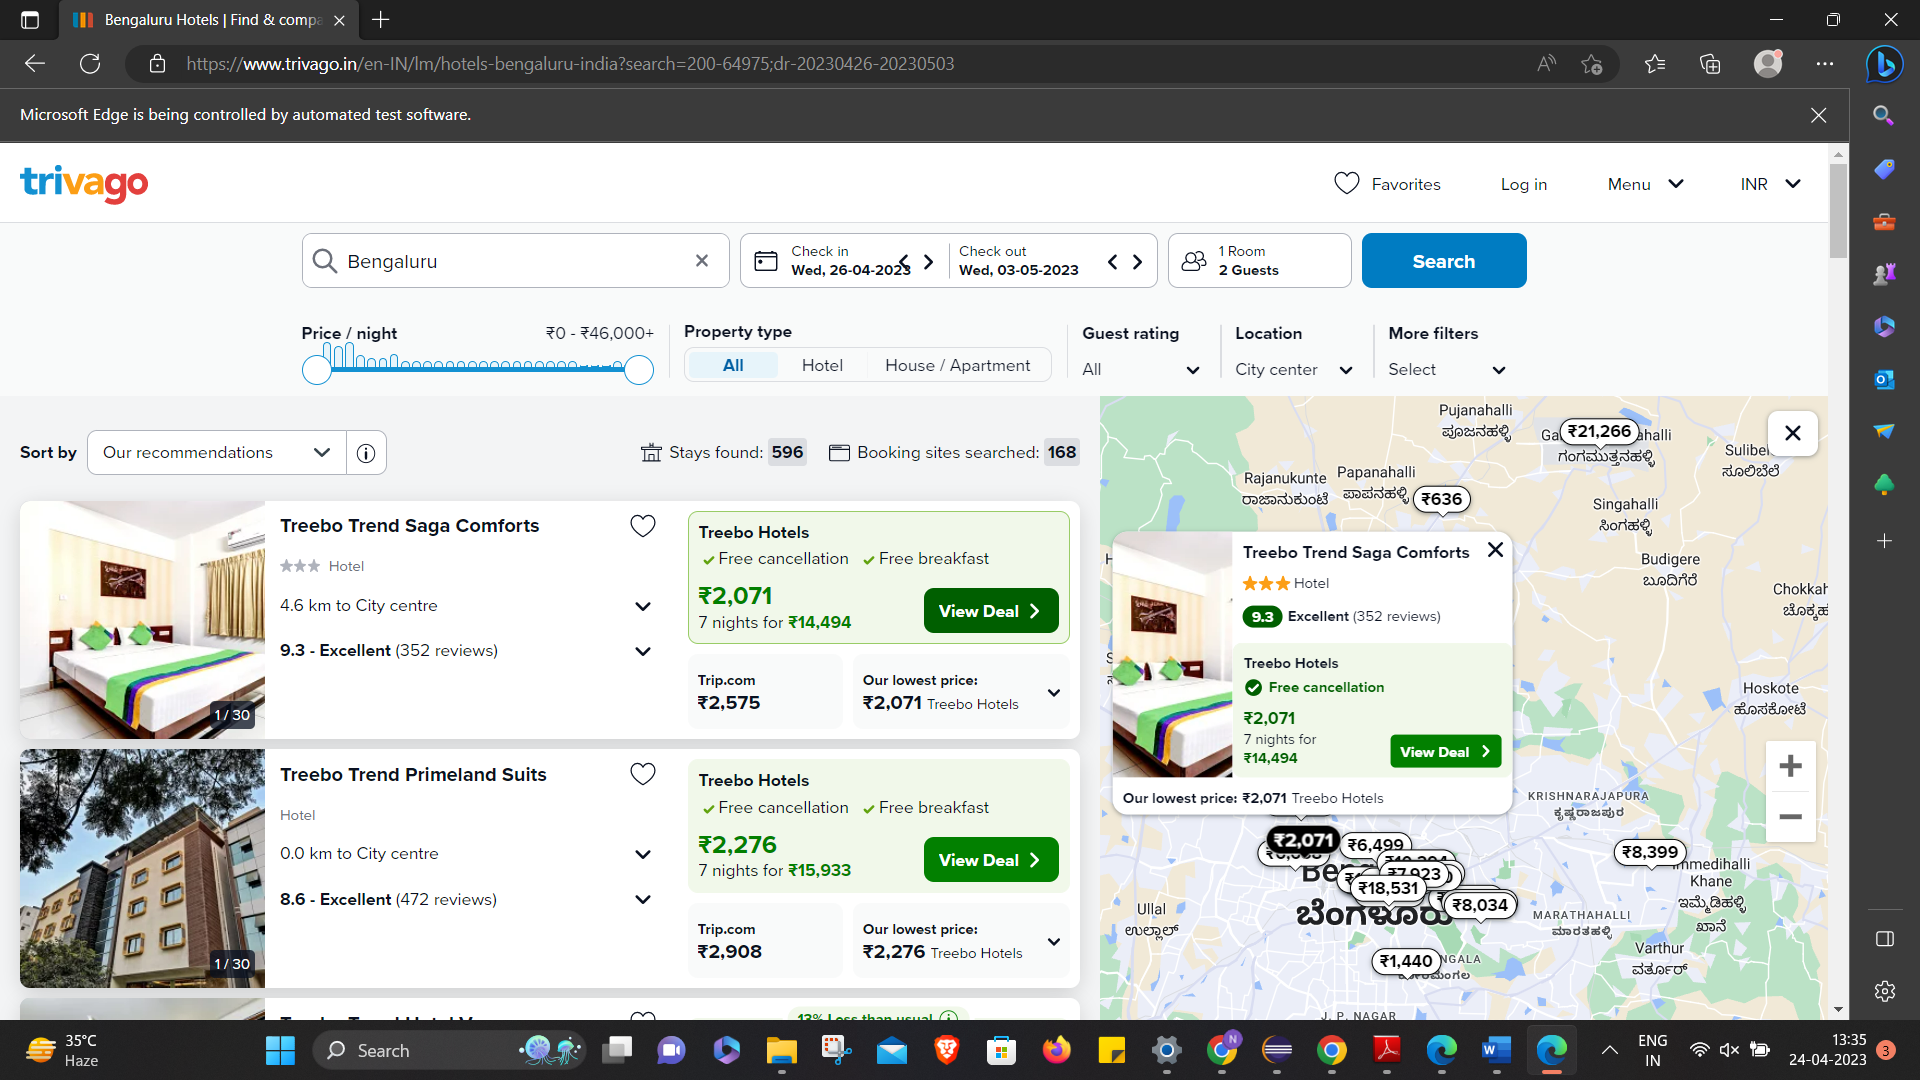 Bengaluru Hotels | Find & compa
https://www.trivago.in/en-IN/lm/hotels-bengaluru-india?search=200-64975;dr-20230426-20230503
Microsoft Edge is being controlled by automated test software.
trivago
Favorites
Log in
Menu
INR
Bengaluru
Check in
Wed, 26-04-2023
Check out
Wed, 03-05-2023
1 Room
2 Guests
Search
Price / night
₹0 - ₹46,000+
Property type
All
Hotel
House / Apartment
Guest rating
All
Location
City center
More filters
Select
Sort by
Our recommendations
Stays found: 596
Booking sites searched: 168
Treebo Trend Saga Comforts
Hotel
4.6 km to City centre
9.3 - Excellent (352 reviews)
1 / 30
Treebo Hotels
Free cancellation
Free breakfast
₹2,071
7 nights for ₹14,494
View Deal
Trip.com
₹2,575
Our lowest price:
₹2,071 Treebo Hotels
Treebo Trend Primeland Suits
Hotel
0.0 km to City centre
8.6 - Excellent (472 reviews)
1 / 30
Treebo Hotels
Free cancellation
Free breakfast
₹2,276
7 nights for ₹15,933
View Deal
Trip.com
₹2,908
Our lowest price:
₹2,276 Treebo Hotels
13% Less than usual
Pujanahalli
ಪೂಜನಹಳ್ಳಿ
₹21,266
ಗಂಗಮುತ್ತನಹಳ್ಳಿ
ಸೂಲಿಬೆಲೆ
Rajanukunte
ರಾಜಾನುಕುಂಟೆ
Papanahalli
ಪಾಪನಹಳ್ಳಿ
₹636
Singahalli
ಸಿಂಗಹಳ್ಳಿ
Budigere
ಬೂದಿಗೆರೆ
Treebo Trend Saga Comforts
Hotel
9.3 Excellent (352 reviews)
Treebo Hotels
Free cancellation
₹2,071
7 nights for
₹14,494
View Deal
Our lowest price: ₹2,071 Treebo Hotels
Hoskote
ಹೊಸಕೋಟೆ
KRISHNARAJAPURA
ಕೃಷ್ಣರಾಜಪುರ
₹2,071
₹6,499
₹7,923
₹18,531
₹8,034
₹8,399
Khane
ಇಮ್ಮೆಡಿಹಳ್ಳಿ
ಖಾನೆ
ಬೆಂಗಳೂರು
Ullal
ಉಲ್ಲಾಲ್
MARATHAHALLI
ಮಾರತಹಳ್ಳಿ
Varthur
ವರ್ತೂರ್
₹1,440
J. P. NAGAR
35°C
Haze
Search
ENG
IN
13:35
24-04-2023
3